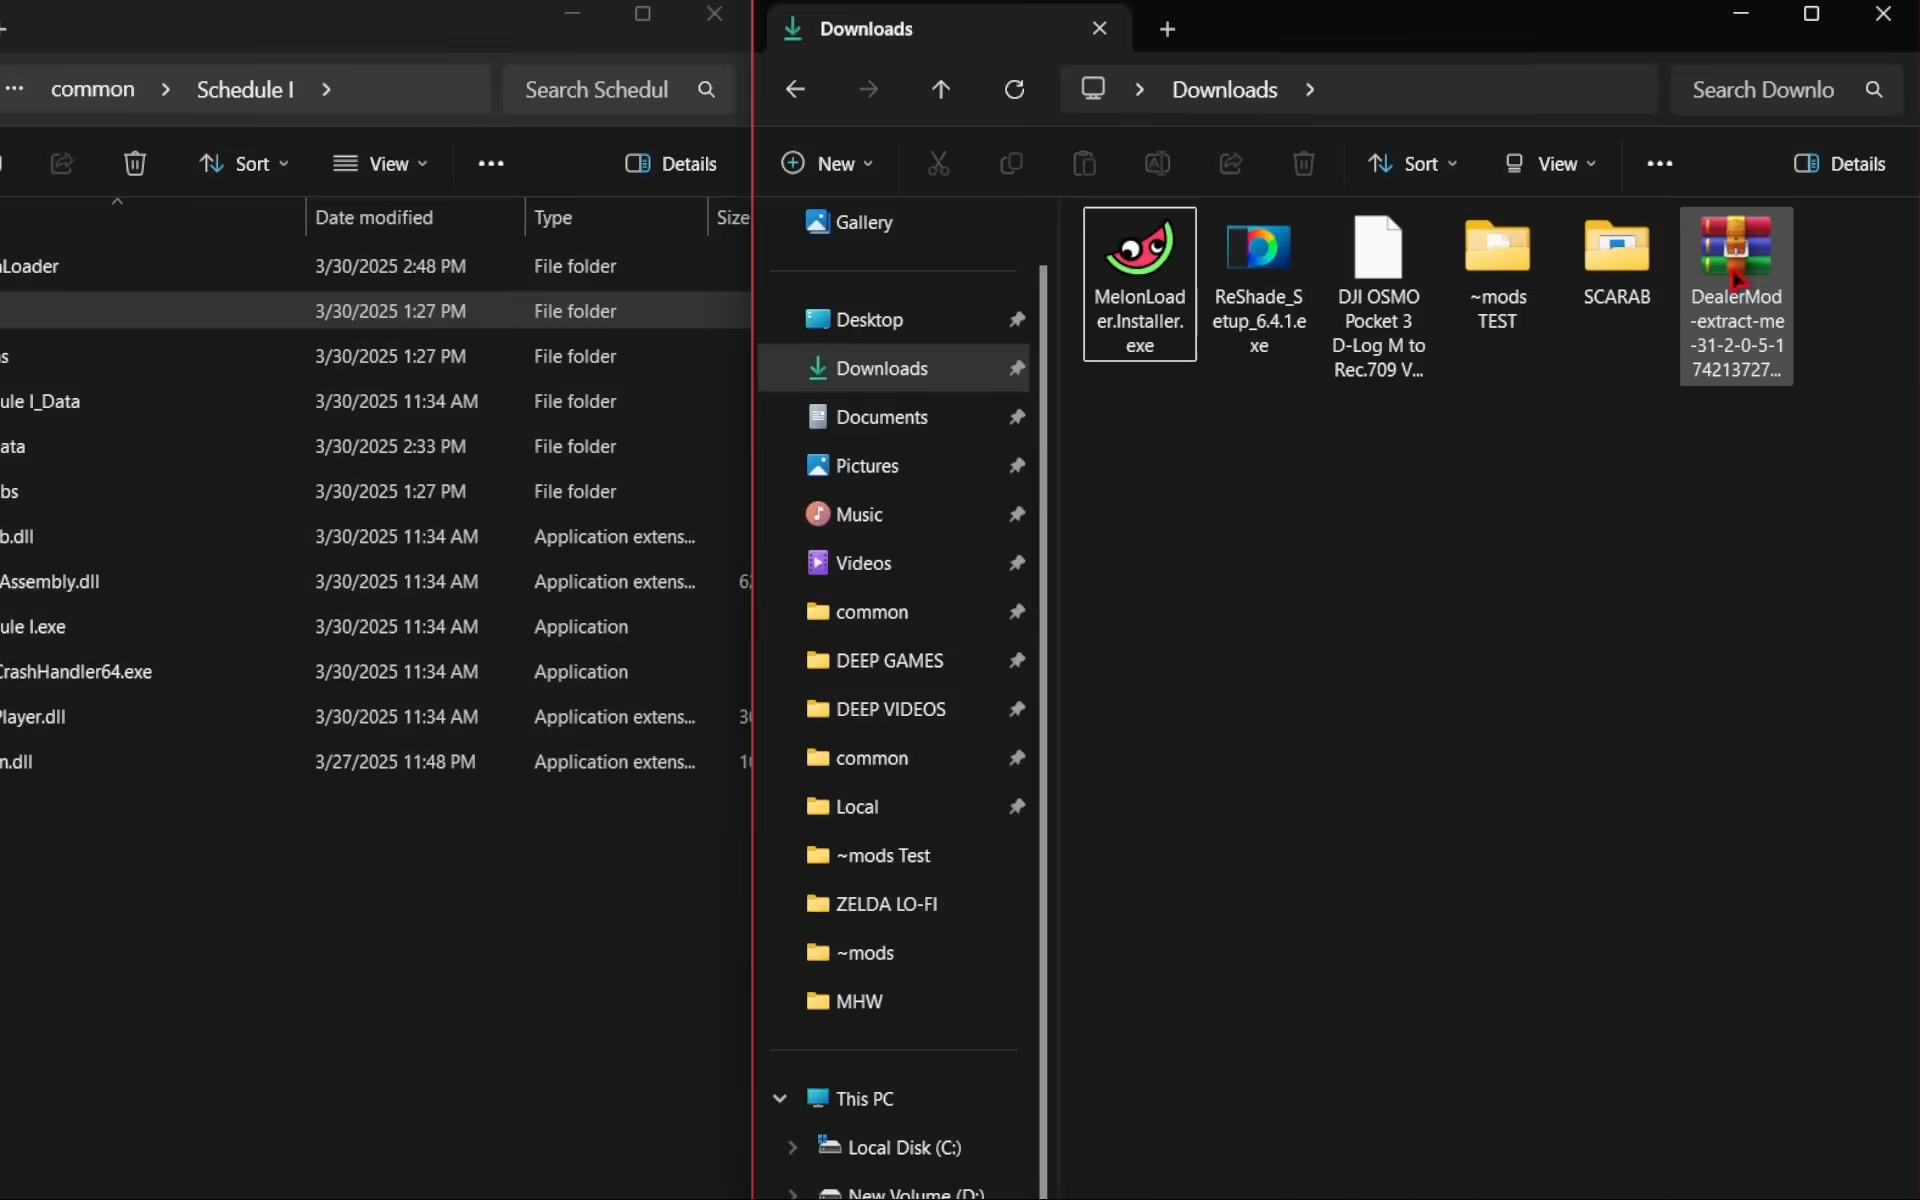 common
Schedule I
Search Schedul
Sort
View
Details
Date modified
Type
Size
Loader
3/30/2025 2:48 PM
File folder
3/30/2025 1:27 PM
File folder
s
3/30/2025 1:27 PM
File folder
ule I_Data
3/30/2025 11:34 AM
File folder
ata
3/30/2025 2:33 PM
File folder
bs
3/30/2025 1:27 PM
File folder
b.dll
3/30/2025 11:34 AM
Application extens...
Assembly.dll
3/30/2025 11:34 AM
Application extens...
ule I.exe
3/30/2025 11:34 AM
Application
CrashHandler64.exe
3/30/2025 11:34 AM
Application
Player.dll
3/30/2025 11:34 AM
Application extens...
n.dll
3/27/2025 11:48 PM
Application extens...
Downloads
Downloads
Search Downlo
New
Sort
View
Details
Gallery
Desktop
Downloads
Documents
Pictures
Music
Videos
common
DEEP GAMES
DEEP VIDEOS
common
Local
~mods Test
ZELDA LO-FI
~mods
MHW
This PC
Local Disk (C:)
New Volume (D:)
MelonLoad
er.Installer.
exe
ReShade_S
etup_6.4.1.e
xe
DJI OSMO
Pocket 3
D-Log M to
Rec.709 V...
~mods
TEST
SCARAB
DealerMod
-extract-me
-31-2-0-5-1
74213727...